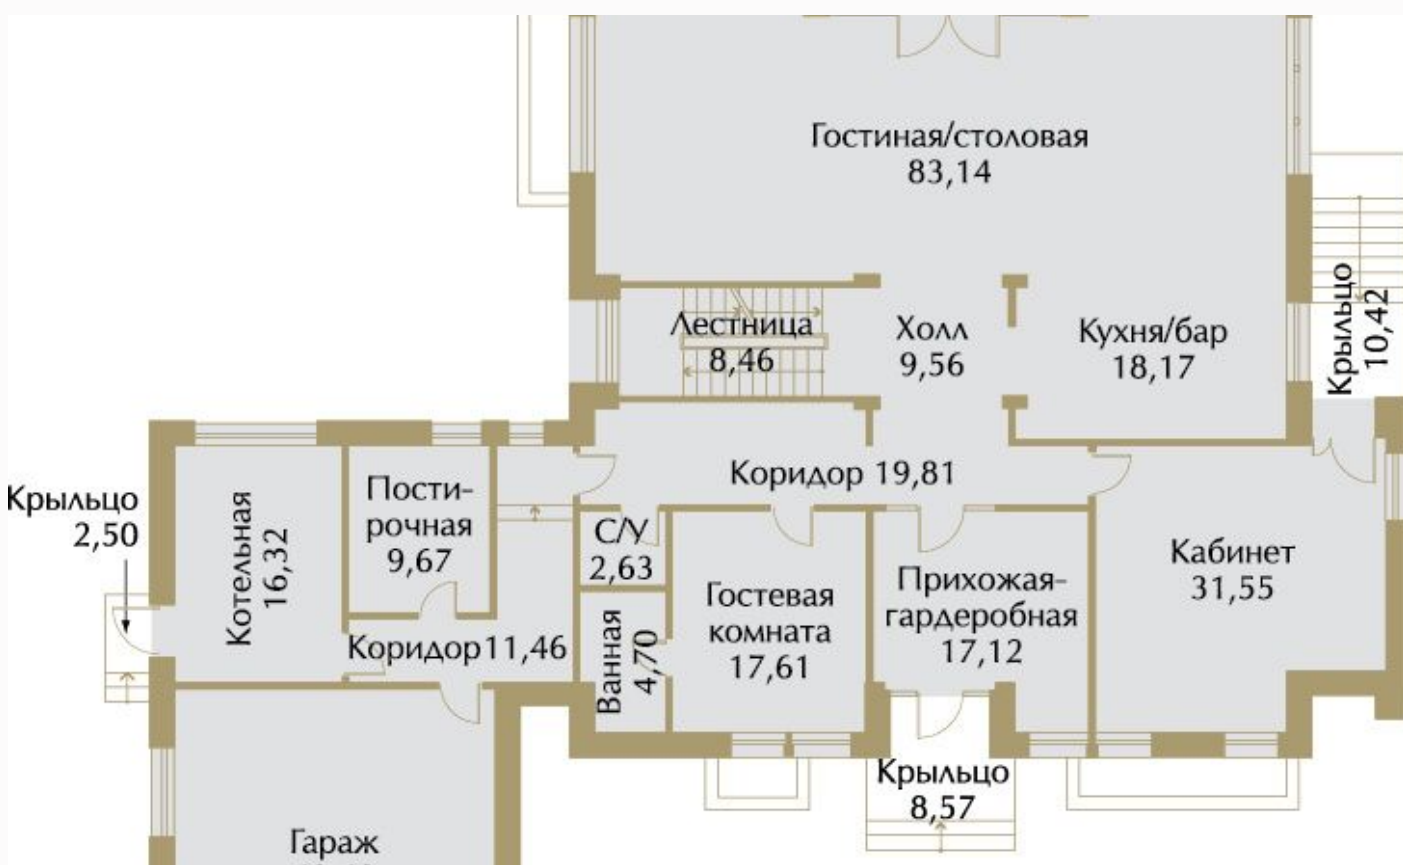 Гостиная/столовая
83,14
Лестница
8,46
Холл
9,56
Кухня/бар
18,17
Крыльцо
10,42
Коридор 19,81
Крыльцо
2,50
Котельная
16,32
Пости-
рочная
9,67
С/У
2,63
Коридор 11,46
Ванная
4,70
Гостевая
комната
17,61
Прихожая-
гардеробная
17,12
Кабинет
31,55
Крыльцо
8,57
Гараж